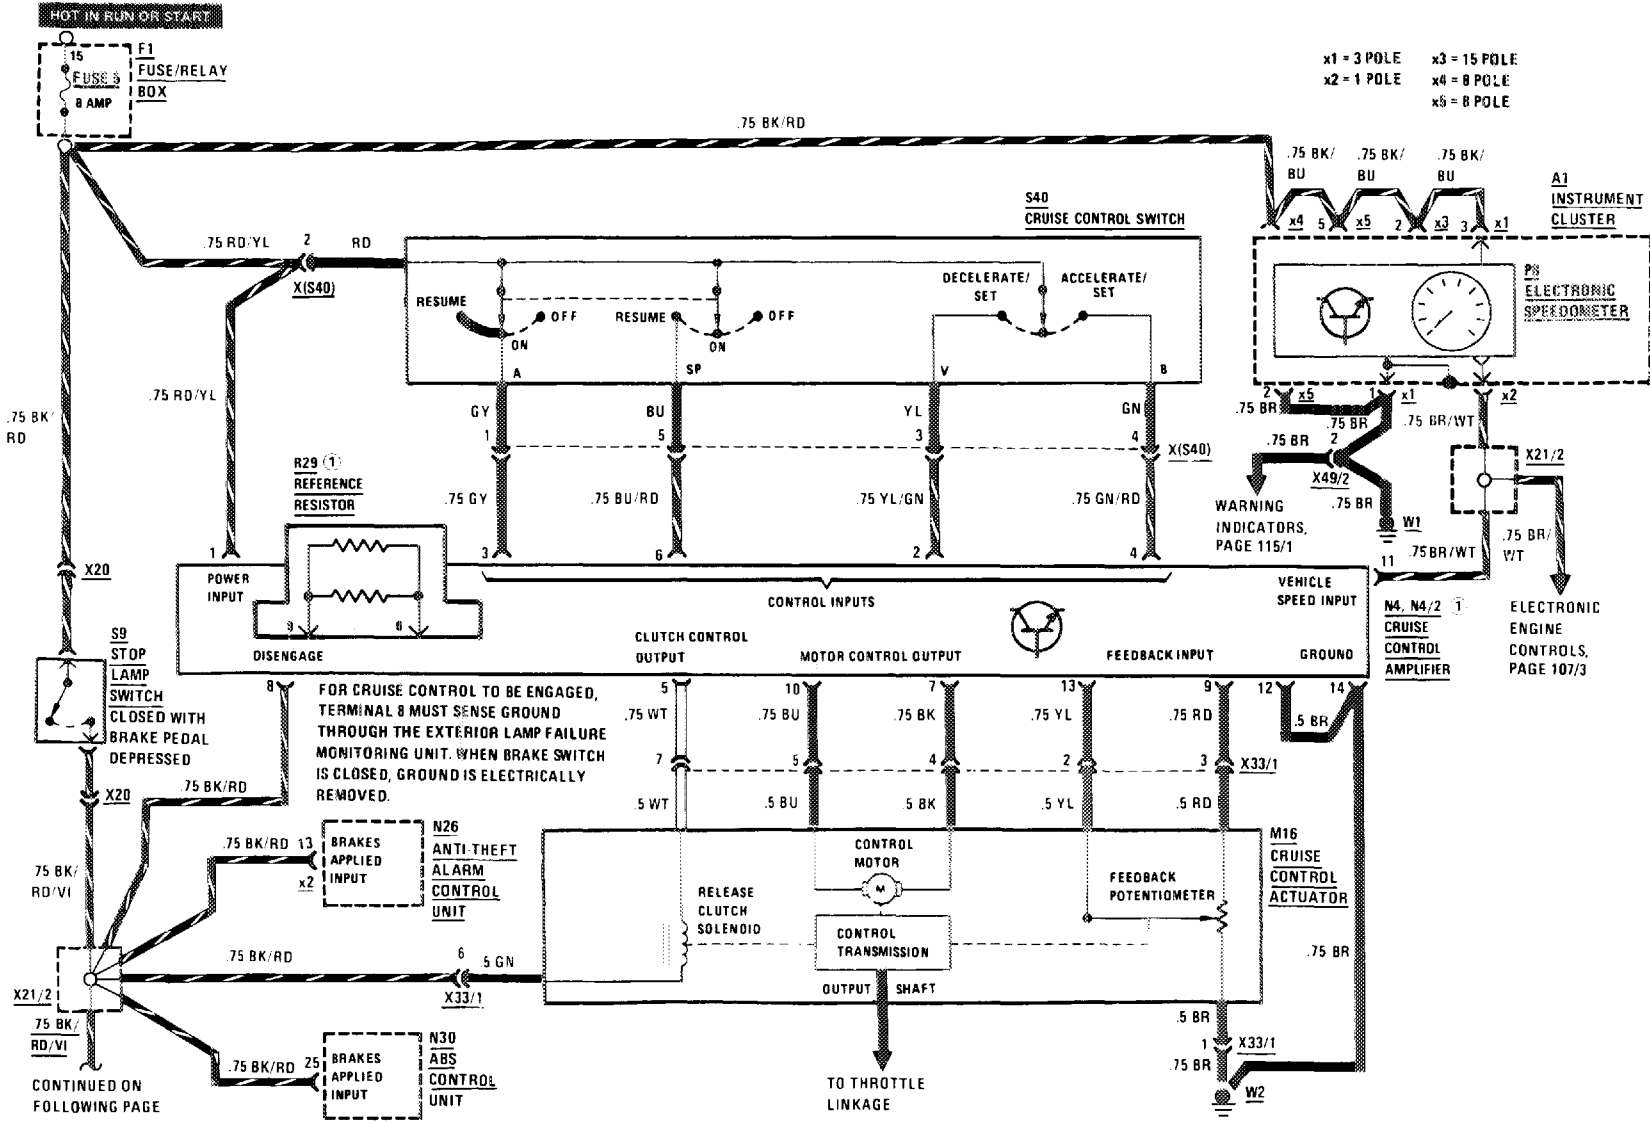 HOT IN RUN OR START
15
FUSE 5
8 AMP
F1
FUSE/RELAY
BOX
x1 = 3 POLE
x2 = 1 POLE
x3 = 15 POLE
x4 = 8 POLE
x5 = 8 POLE
.75 BK/RD
.75 BK/
BU
.75 BK/
BU
.75 BK/
BU
x4
5
x5
2
x3
3
x1
A1
INSTRUMENT
CLUSTER
P8
ELECTRONIC
SPEEDOMETER
S40
CRUISE CONTROL SWITCH
.75 RD/YL
2
RD
X(S40)
RESUME
OFF
ON
RESUME
OFF
ON
DECELERATE/
SET
ACCELERATE/
SET
A
SP
V
B
GY
BU
YL
GN
1
5
3
4
X(S40)
.75 RD/YL
.75 BK/
RD
.75 GY
.75 BU/RD
.75 YL/GN
.75 GN/RD
2
x5
1
x1
x2
.75 BR
.75 BR
.75 BR/WT
.75 BR
2
X49/2
.75 BR
W1
WARNING
INDICATORS,
PAGE 115/1
X21/2
.75 BR/
WT
.75BR/WT
ELECTRONIC
ENGINE
CONTROLS,
PAGE 107/3
R29 1
REFERENCE
RESISTOR
1
3
6
2
4
11
POWER
INPUT
9
6
DISENGAGE
CONTROL INPUTS
VEHICLE
SPEED INPUT
CLUTCH CONTROL
OUTPUT
MOTOR CONTROL OUTPUT
FEEDBACK INPUT
GROUND
N4, N4/2 1
CRUISE
CONTROL
AMPLIFIER
X20
S9
STOP
LAMP
SWITCH
CLOSED WITH
BRAKE PEDAL
DEPRESSED
X20
8
FOR CRUISE CONTROL TO BE ENGAGED,
TERMINAL 8 MUST SENSE GROUND
THROUGH THE EXTERIOR LAMP FAILURE
MONITORING UNIT. WHEN BRAKE SWITCH
IS CLOSED, GROUND IS ELECTRICALLY
REMOVED.
5
10
7
13
9
12
14
.75 WT
.75 BU
.75 BK
.75 YL
.75 RD
.5 BR
7
5
4
2
3
X33/1
.5 WT
.5 BU
.5 BK
.5 YL
.5 RD
.75 BK/RD
.75 BK/RD
13
x2
BRAKES
APPLIED
INPUT
N26
ANTI-THEFT
ALARM
CONTROL
UNIT
75 BK/
RD/VI
.75 BK/RD
6
.5 GN
X33/1
X21/2
.75 BK/
RD/VI
CONTINUED ON
FOLLOWING PAGE
.75 BK/RD
25
BRAKES
APPLIED
INPUT
N30
ABS
CONTROL
UNIT
CONTROL
MOTOR
M
RELEASE
CLUTCH
SOLENOID
CONTROL
TRANSMISSION
FEEDBACK
POTENTIOMETER
OUTPUT
SHAFT
M16
CRUISE
CONTROL
ACTUATOR
.75 BR
.5 BR
1
X33/1
.75 BR
W2
TO THROTTLE
LINKAGE